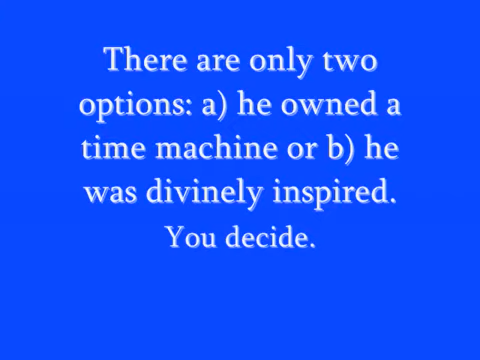 There are only two
options: a) he owned a
time machine or b) he
was divinely inspired.
You decide.